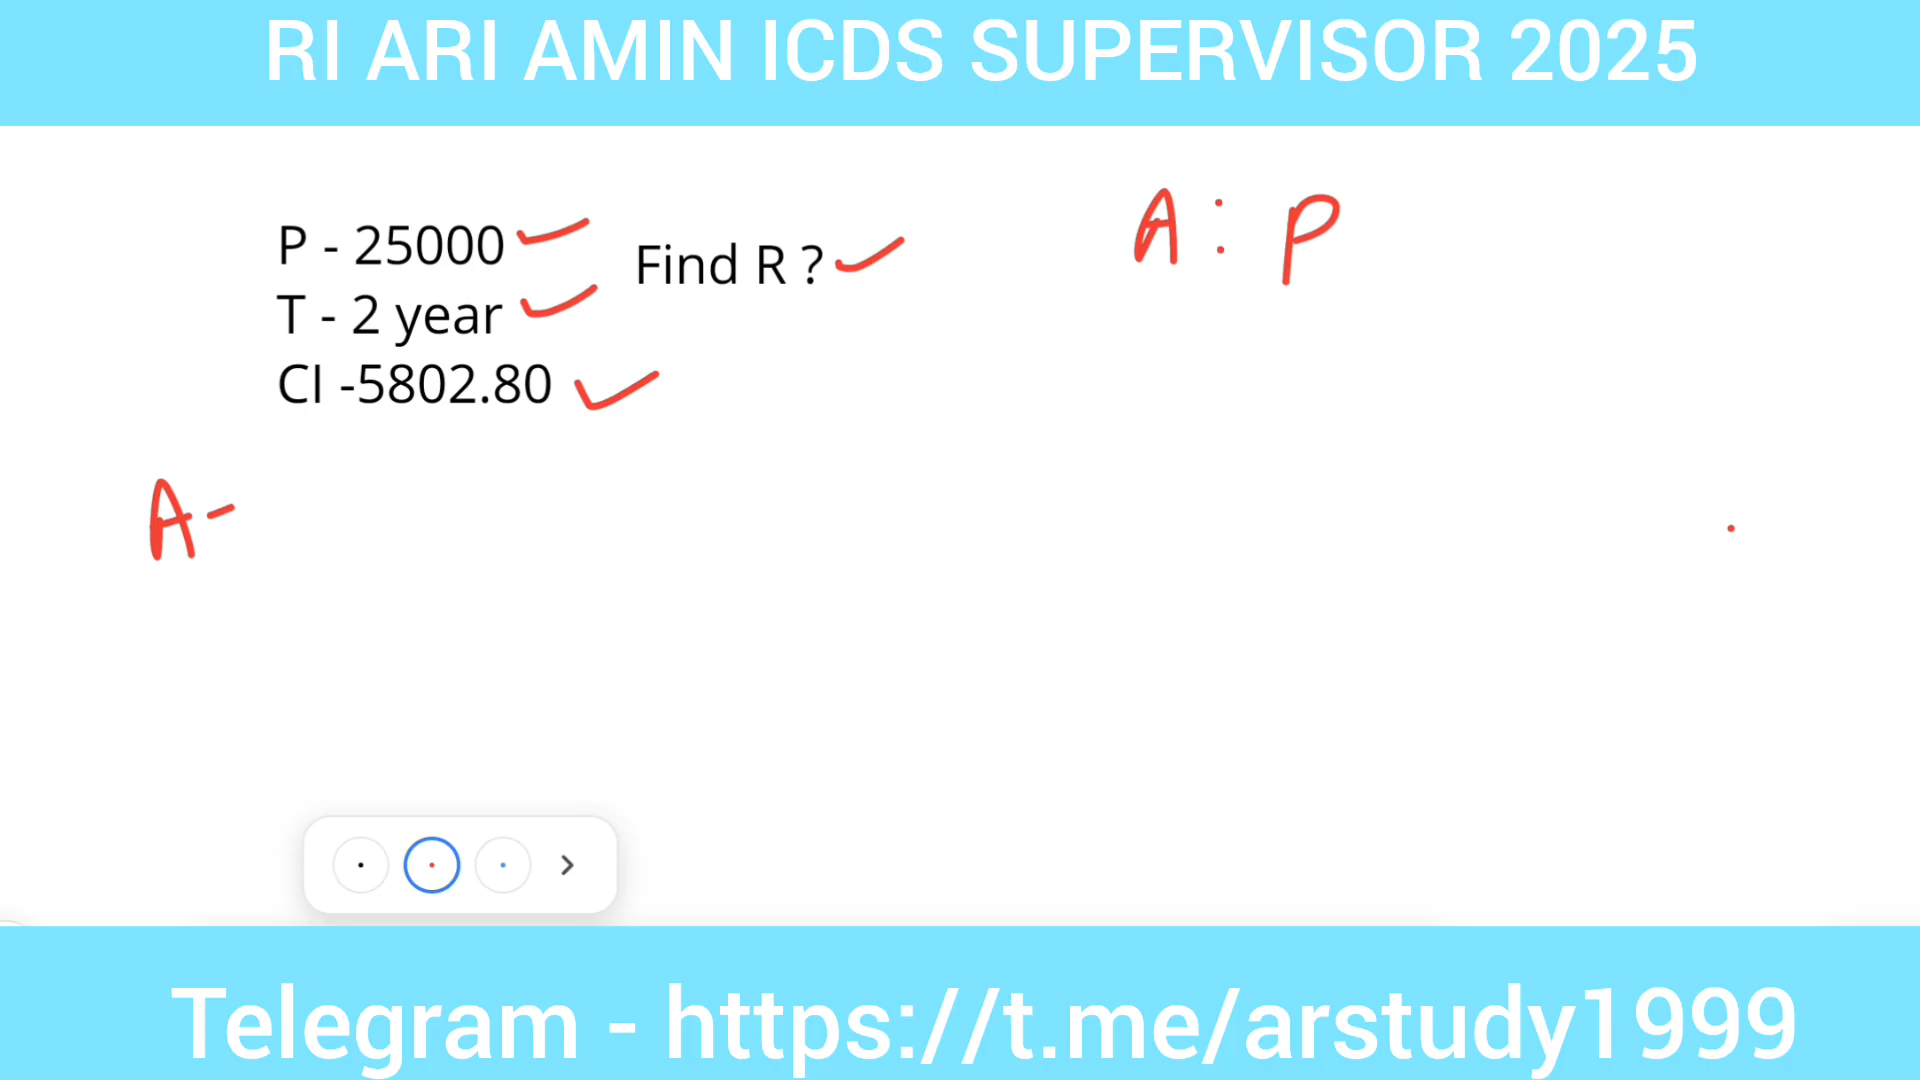 RI ARI AMIN ICDS SUPERVISOR 2025
P - 25000
T - 2 year
CI -5802.80
Find R ?
A : P
A -
Telegram - https://t.me/arstudy1999